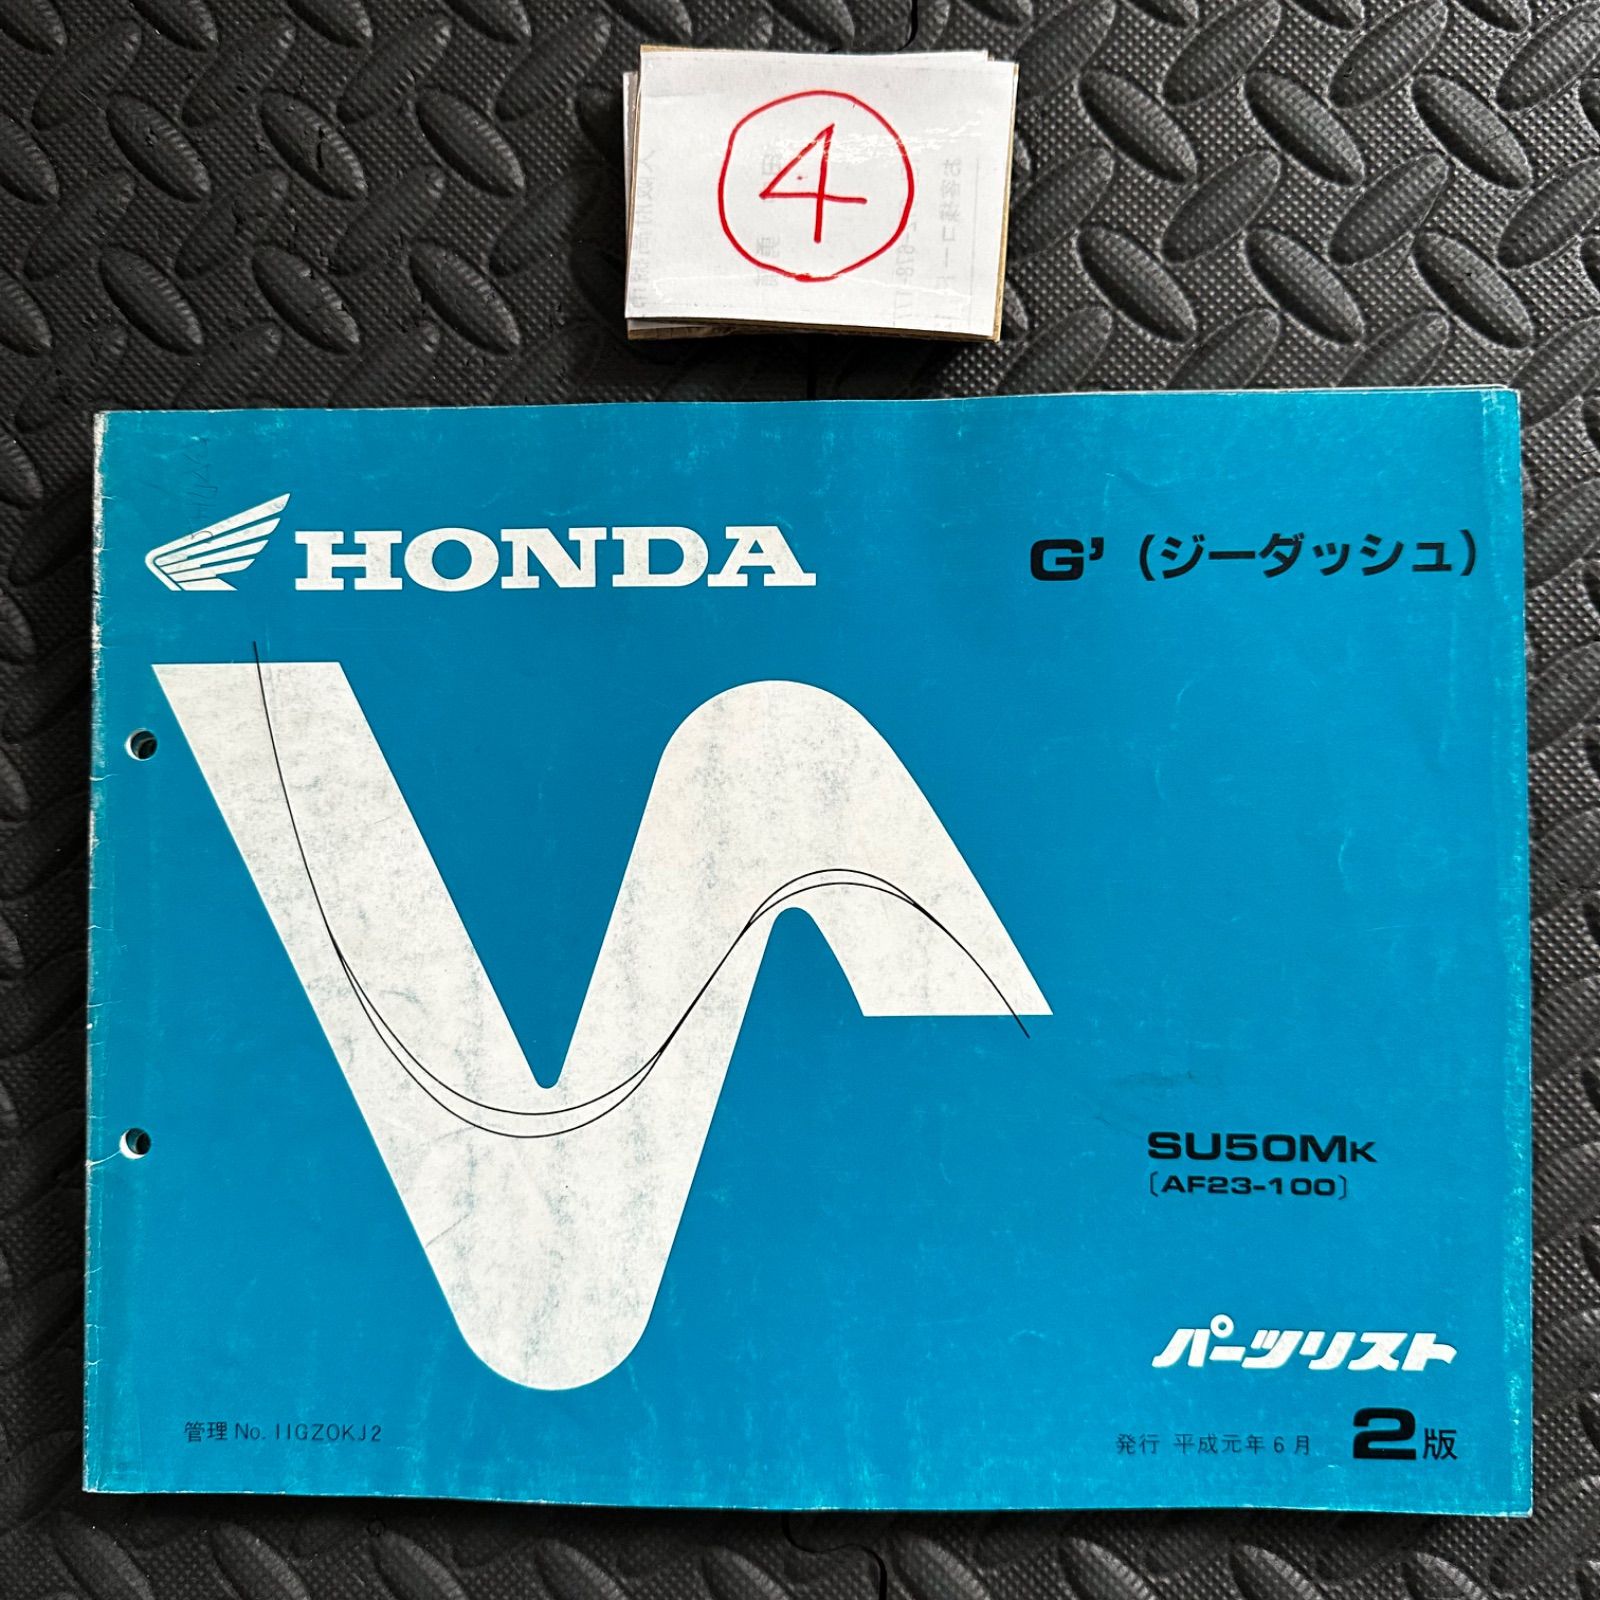 ④
HONDA
G’（ジーダッシュ）
SU50MK
〔AF23-100〕
パーツリスト
管理 No. 11GZ0KJ2
発行 平成元年6月 2版